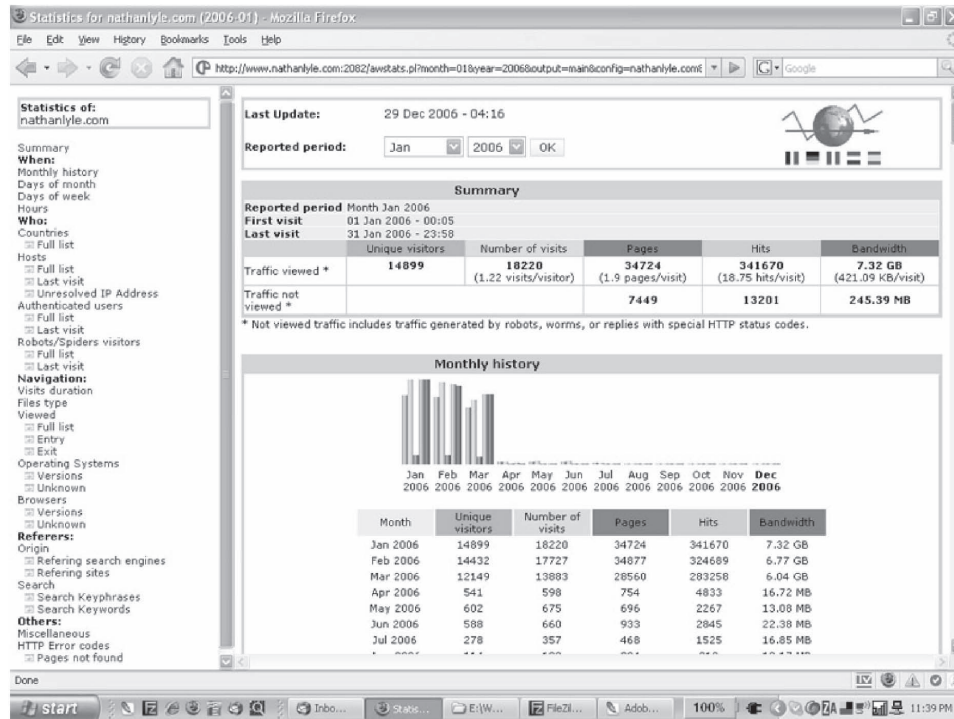 Statistics for nathanlyle.com (2006-01) - Mozilla Firefox
File Edit View History Bookmarks Tools Help
http://www.nathanlyle.com:2082/awstats.pl?month=01&year=2006&output=main&config=nathanlyle.com&
Google
Statistics of:
nathanlyle.com
Summary
When:
Monthly history
Days of month
Days of week
Hours
Who:
Countries
Full list
Hosts
Full list
Last visit
Unresolved IP Address
Authenticated users
Full list
Last visit
Robots/Spiders visitors
Full list
Last visit
Navigation:
Visits duration
Files type
Viewed
Full list
Entry
Exit
Operating Systems
Versions
Unknown
Browsers
Versions
Unknown
Referers:
Origin
Refering search engines
Refering sites
Search
Search Keyphrases
Search Keywords
Others:
Miscellaneous
HTTP Error codes
Pages not found
Last Update: 29 Dec 2006 - 04:16
Reported period: Jan 2006 OK
Summary
Reported period Month Jan 2006
First visit 01 Jan 2006 - 00:05
Last visit 31 Jan 2006 - 23:58
Unique visitors Number of visits Pages Hits Bandwidth
Traffic viewed * 14899 18220 34724 341670 7.32 GB
(1.22 visits/visitor) (1.9 pages/visit) (18.75 hits/visit) (421.09 KB/visit)
Traffic not viewed * 7449 13201 245.39 MB
* Not viewed traffic includes traffic generated by robots, worms, or replies with special HTTP status codes.
Monthly history
Jan Feb Mar Apr May Jun Jul Aug Sep Oct Nov Dec
2006 2006 2006 2006 2006 2006 2006 2006 2006 2006 2006 2006
Month Unique visitors Number of visits Pages Hits Bandwidth
Jan 2006 14899 18220 34724 341670 7.32 GB
Feb 2006 14432 17727 34877 324689 6.77 GB
Mar 2006 12149 13883 28560 283258 6.04 GB
Apr 2006 541 598 754 4833 16.72 MB
May 2006 602 675 696 2267 13.08 MB
Jun 2006 588 660 933 2845 22.38 MB
Jul 2006 278 357 468 1525 16.85 MB
Done
start Inbo... Statis... E:\W... FileZil... Adob... 100% 11:39 PM